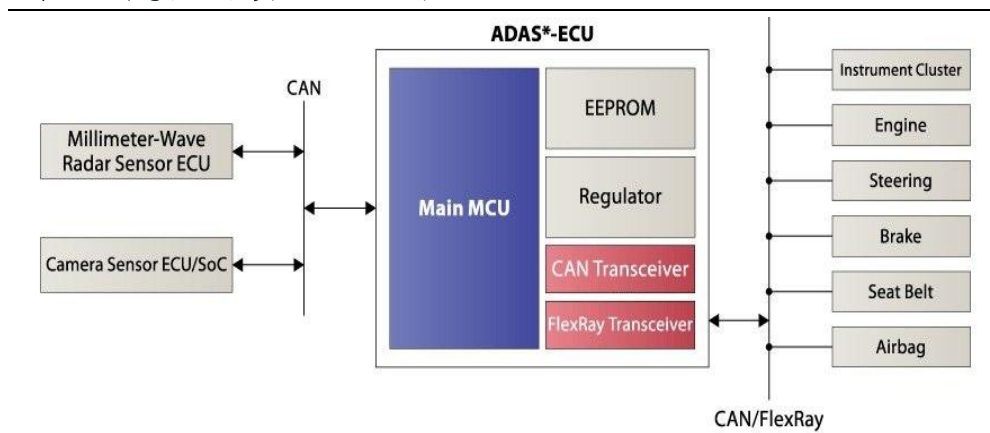 ADAS*-ECU
CAN
Millimeter-Wave
Radar Sensor ECU
Camera Sensor ECU/SoC
Main MCU
EEPROM
Regulator
CAN Transceiver
FlexRay Transceiver
Instrument Cluster
Engine
Steering
Brake
Seat Belt
Airbag
CAN/FlexRay